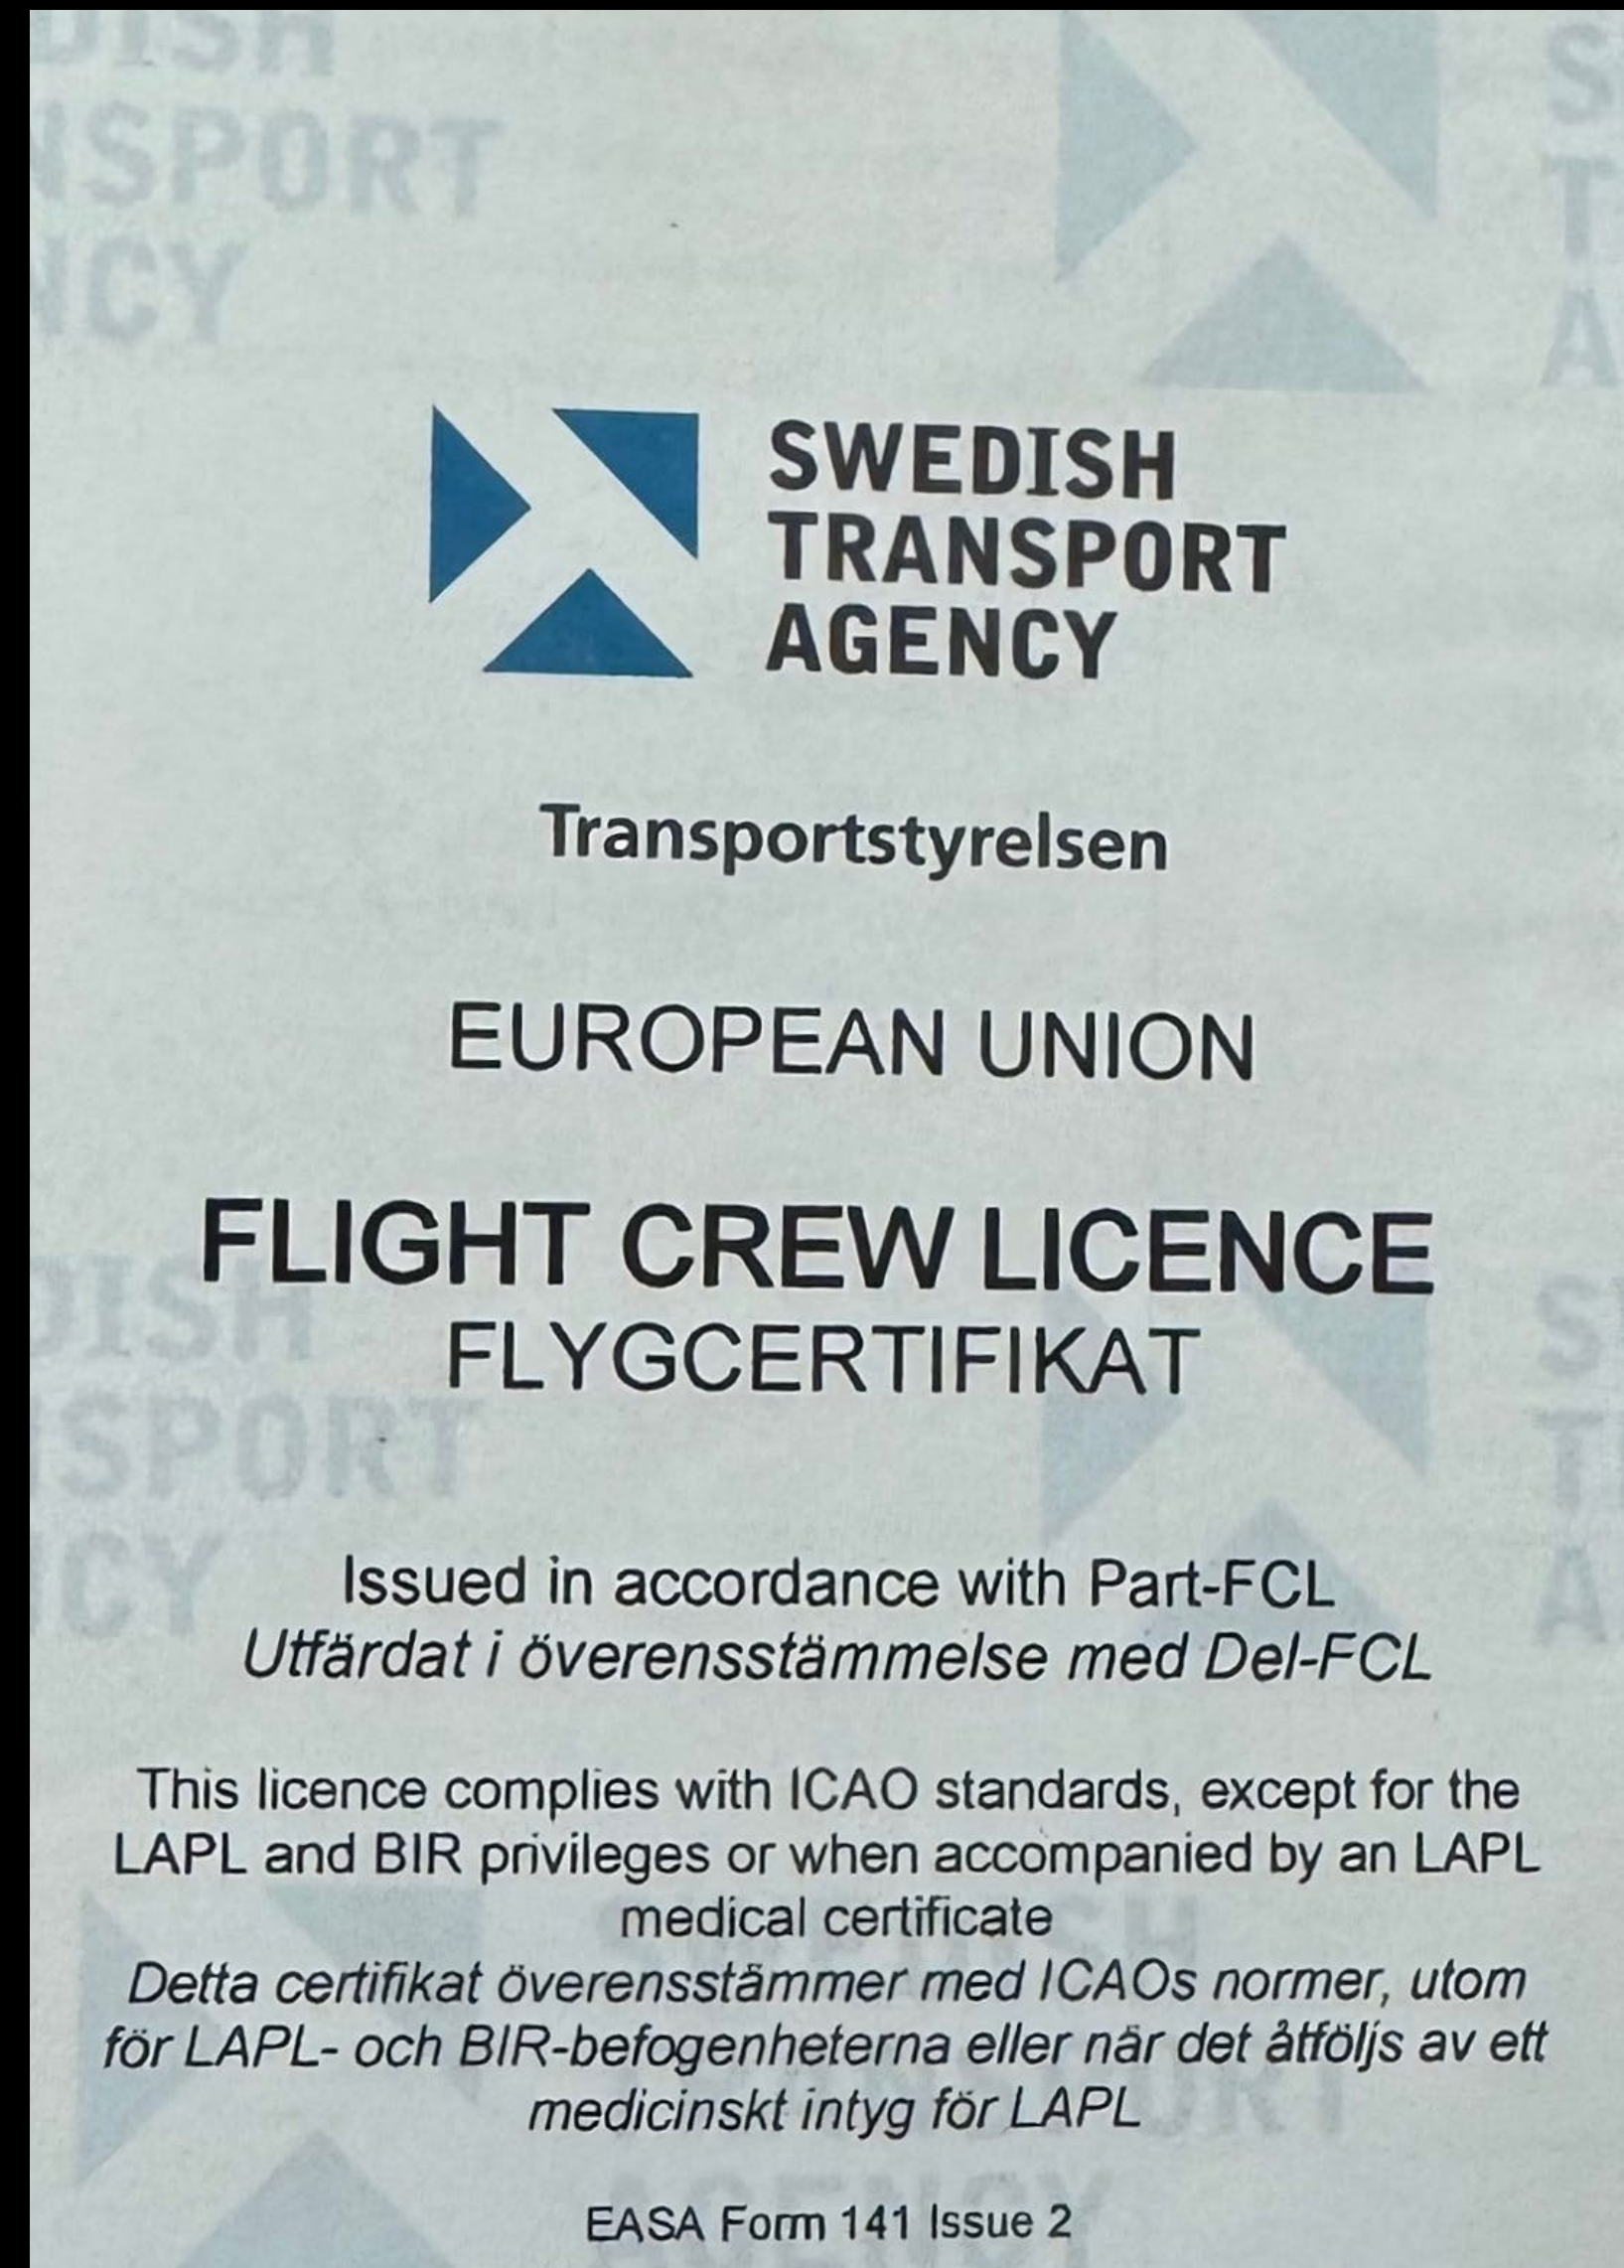 SWEDISH
TRANSPORT
AGENCY
Transportstyrelsen
EUROPEAN UNION
FLIGHT CREW LICENCE
FLYGCERTIFIKAT
Issued in accordance with Part-FCL
Utfärdat i överensstämmelse med Del-FCL
This licence complies with ICAO standards, except for the
LAPL and BIR privileges or when accompanied by an LAPL
medical certificate
Detta certifikat överensstämmer med ICAOs normer, utom
för LAPL- och BIR-befogenheterna eller när det åtföljs av ett
medicinskt intyg för LAPL
EASA Form 141 Issue 2